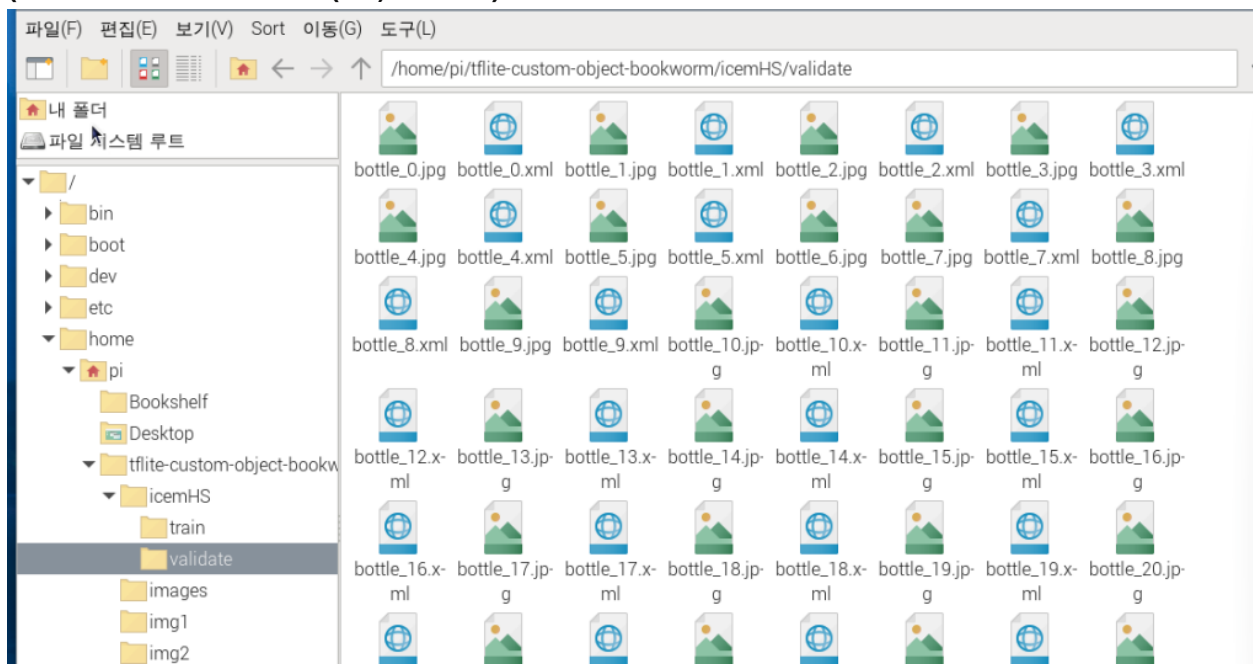 파일(F) 편집(E) 보기(V) Sort 이동(G) 도구(L)
/home/pi/tflite-custom-object-bookworm/icemHS/validate
내 폴더
파일 시스템 루트
/
bin
boot
dev
etc
home
pi
Bookshelf
Desktop
tflite-custom-object-bookw
icemHS
train
validate
images
img1
img2
bottle_0.jpg bottle_0.xml bottle_1.jpg bottle_1.xml bottle_2.jpg bottle_2.xml bottle_3.jpg bottle_3.xml
bottle_4.jpg bottle_4.xml bottle_5.jpg bottle_5.xml bottle_6.jpg bottle_7.jpg bottle_7.xml bottle_8.jpg
bottle_8.xml bottle_9.jpg bottle_9.xml bottle_10.jp- bottle_10.x- bottle_11.jp- bottle_11.x- bottle_12.jp-
g ml g ml g
bottle_12.x- bottle_13.jp- bottle_13.x- bottle_14.jp- bottle_14.x- bottle_15.jp- bottle_15.x- bottle_16.jp-
ml g ml g ml g ml g
bottle_16.x- bottle_17.jp- bottle_17.x- bottle_18.jp- bottle_18.x- bottle_19.jp- bottle_19.x- bottle_20.jp-
ml g ml g ml g ml g